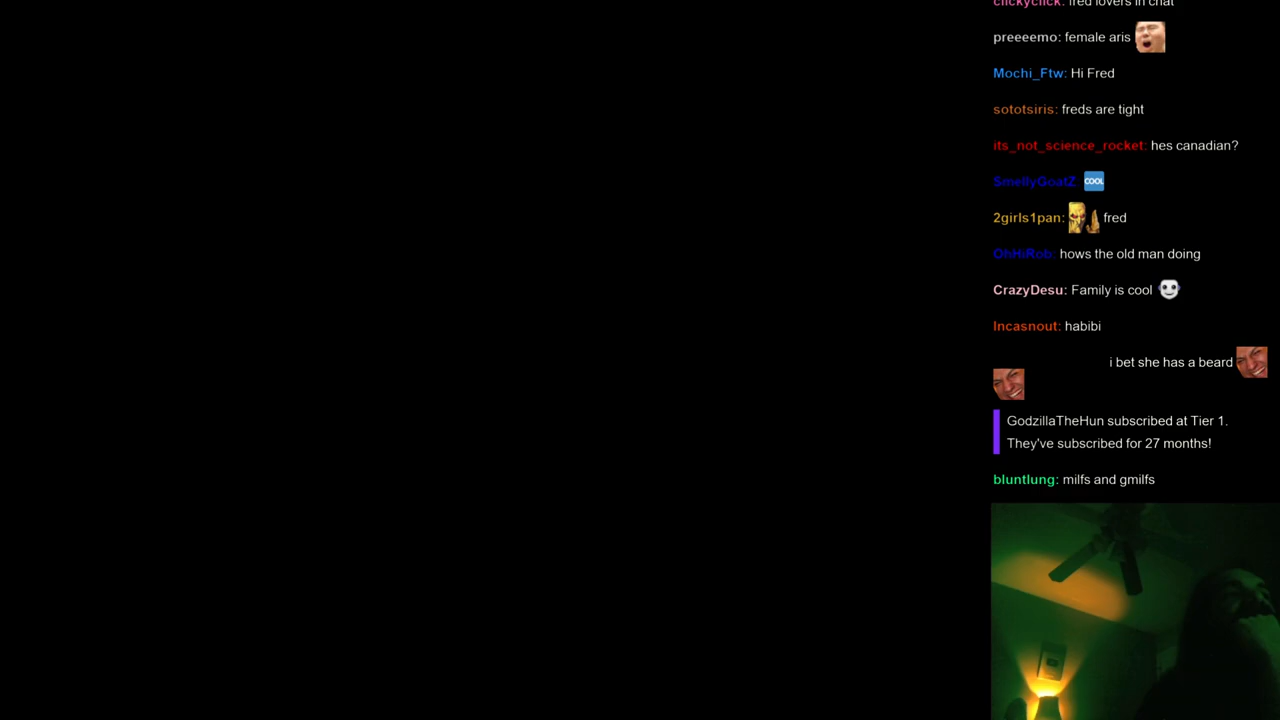 clickyclick: fred lovers in chat
preeeemo: female aris
Mochi_Ftw: Hi Fred
sototsiris: freds are tight
its_not_science_rocket: hes canadian?
SmellyGoatZ: COOL
2girls1pan: fred
OhHiRob: hows the old man doing
CrazyDesu: Family is cool
Incasnout: habibi
i bet she has a beard
GodzillaTheHun subscribed at Tier 1.
They've subscribed for 27 months!
bluntlung: milfs and gmilfs